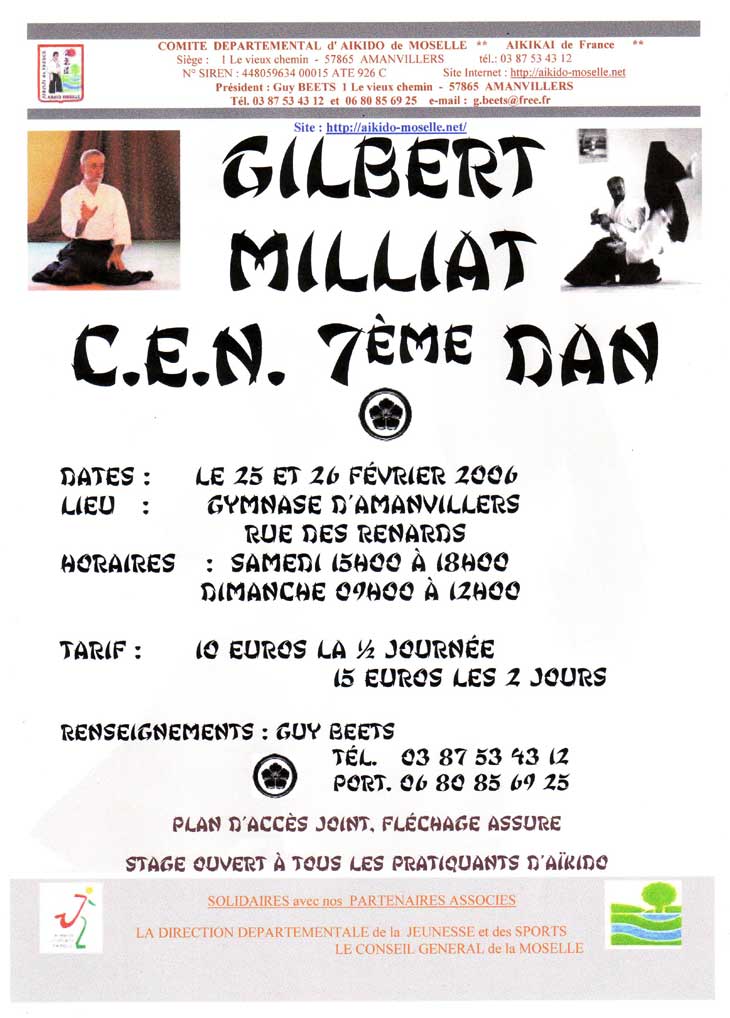 COMITE DEPARTEMENTAL d' AIKIDO de MOSELLE ** AIKIKAI de France **
Siège : 1 Le vieux chemin - 57865 AMANVILLERS tél.: 03 87 53 43 12
N° SIREN : 448059634 00015 ATE 926 C Site Internet : http://aikido-moselle.net
Président : Guy BEETS 1 Le vieux chemin - 57865 AMANVILLERS
Tél. 03 87 53 43 12 et 06 80 85 69 25 e-mail : g.beets@free.fr
Site : http://aikido-moselle.net/
GILBERT
MILLIAT
C.E.N. 7ÈME DAN
DATES : LE 25 ET 26 FÉVRIER 2006
LIEU : GYMNASE D'AMANVILLERS
RUE DES RENARDS
HORAIRES : SAMEDI 15H00 À 18H00
DIMANCHE 09H00 À 12H00
TARIF : 10 EUROS LA ½ JOURNÉE
15 EUROS LES 2 JOURS
RENSEIGNEMENTS : GUY BEETS
TÉL. 03 87 53 43 12
PORT. 06 80 85 69 25
PLAN D'ACCÈS JOINT, FLÉCHAGE ASSURE
STAGE OUVERT À TOUS LES PRATIQUANTS D'AÏKIDO
SOLIDAIRES avec nos PARTENAIRES ASSOCIES
LA DIRECTION DEPARTEMENTALE de la JEUNESSE et des SPORTS
LE CONSEIL GENERAL de la MOSELLE